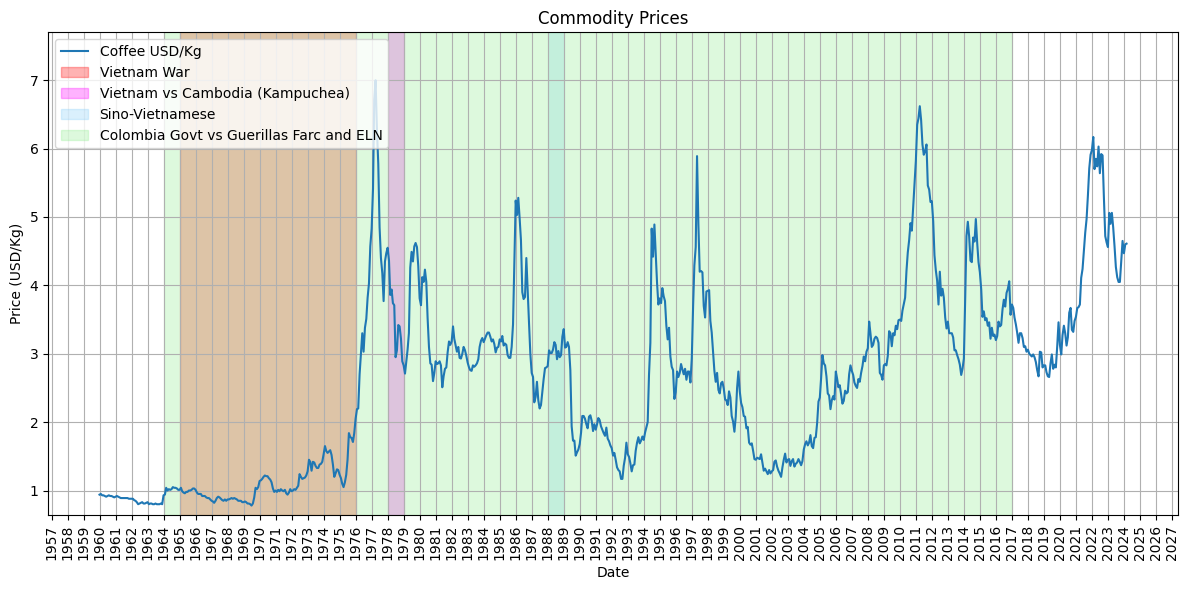 Commodity Prices
Coffee USD/Kg
Vietnam War
Vietnam vs Cambodia (Kampuchea)
Sino-Vietnamese
Colombia Govt vs Guerillas Farc and ELN
Price (USD/Kg)
7
6
5
4
3
2
1
1957 1958 1959 1960 1961 1962 1963 1964 1965 1966 1967 1968 1969 1970 1971 1972 1973 1974 1975 1976 1977 1978 1979 1980 1981 1982 1983 1984 1985 1986 1987 1988 1989 1990 1991 1992 1993 1994 1995 1996 1997 1998 1999 2000 2001 2002 2003 2004 2005 2006 2007 2008 2009 2010 2011 2012 2013 2014 2015 2016 2017 2018 2019 2020 2021 2022 2023 2024 2025 2026 2027
Date